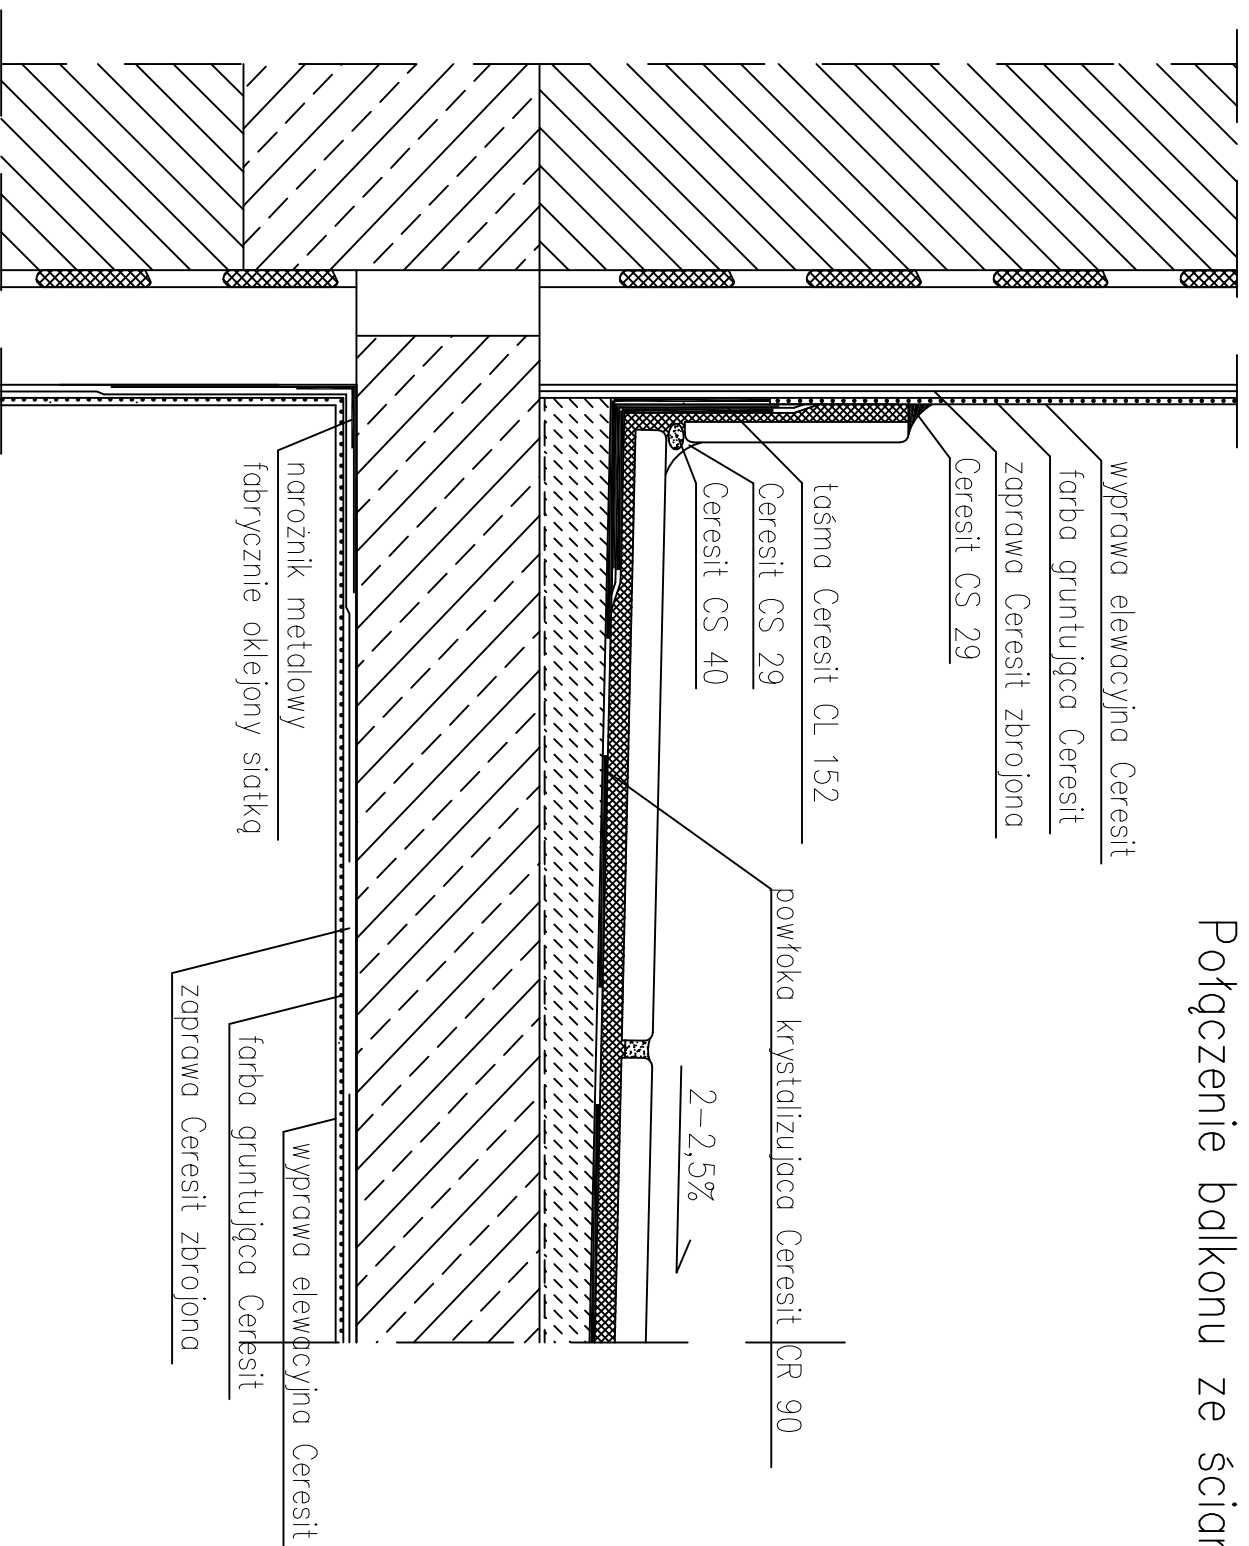 Połączenie balkonu ze
wyprawa elewacyjna Ceresit
farba gruntująca Ceresit
zaprawa Ceresit zbrojona
Ceresit CS 29
taśma Ceresit CL 152
Ceresit CS 29
Ceresit CS 40
powłoka krystalizujaca Ceresit CR 90
2-2,5%
narożnik metalowy
fabrycznie oklejony siatką
wyprawa elewacyjna Ceresit
farba gruntująca Ceresit
zaprawa Ceresit zbrojona